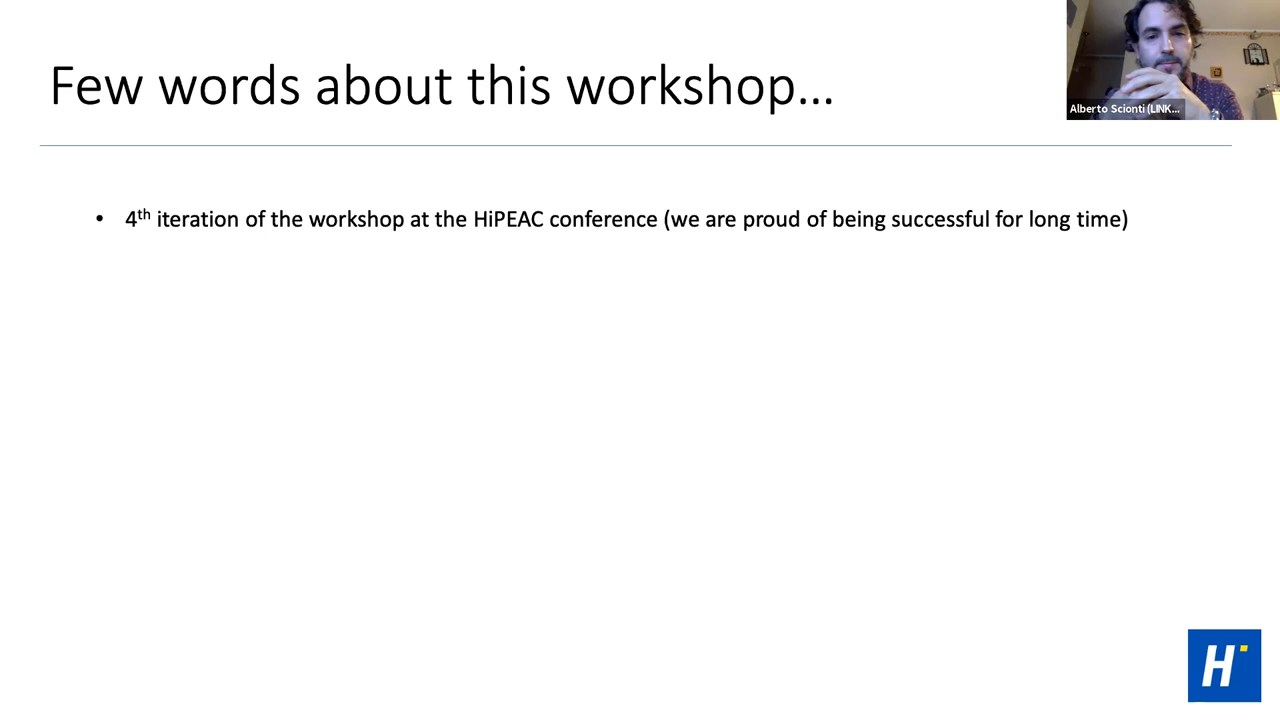 Few words about this workshop...
Alberto Scionti (LINK...
• 4th iteration of the workshop at the HiPEAC conference (we are proud of being successful for long time)
H